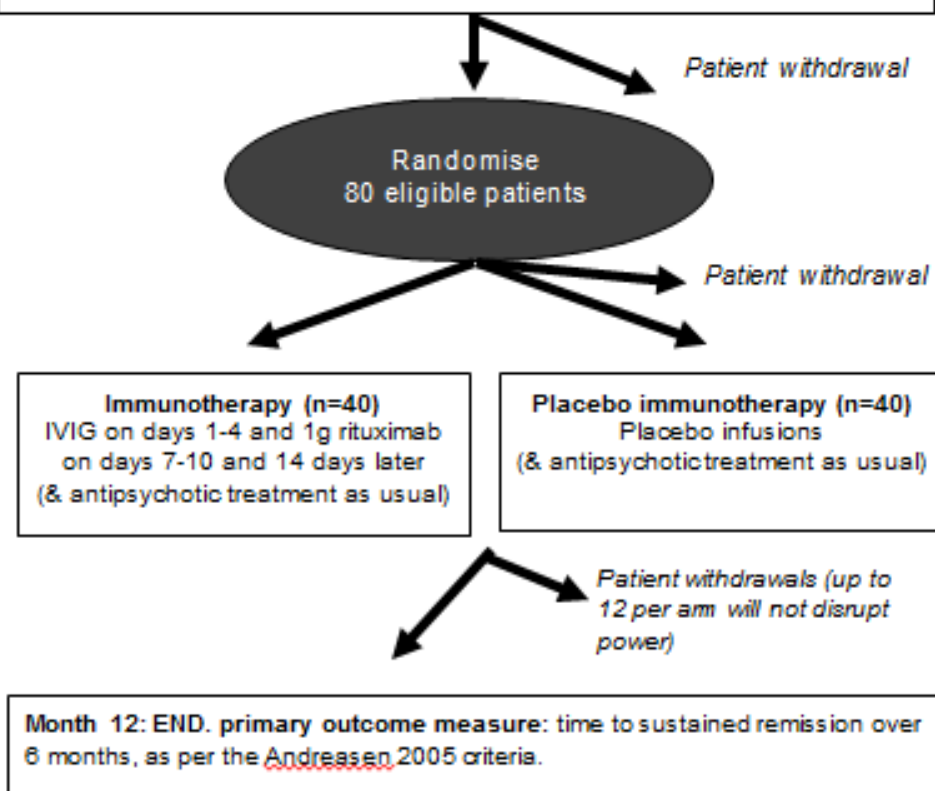 Patient withdrawal
Randomise
80 eligible patients
Patient withdrawal
Immunotherapy (n=40)
IVIG on days 1-4 and 1g rituximab
on days 7-10 and 14 days later
(& antipsychotic treatment as usual)
Placebo immunotherapy (n=40)
Placebo infusions
(& antipsychotic treatment as usual)
Patient withdrawals (up to
12 per arm will not disrupt
power)
Month 12: END. primary outcome measure: time to sustained remission over
6 months, as per the Andreasen 2005 criteria.